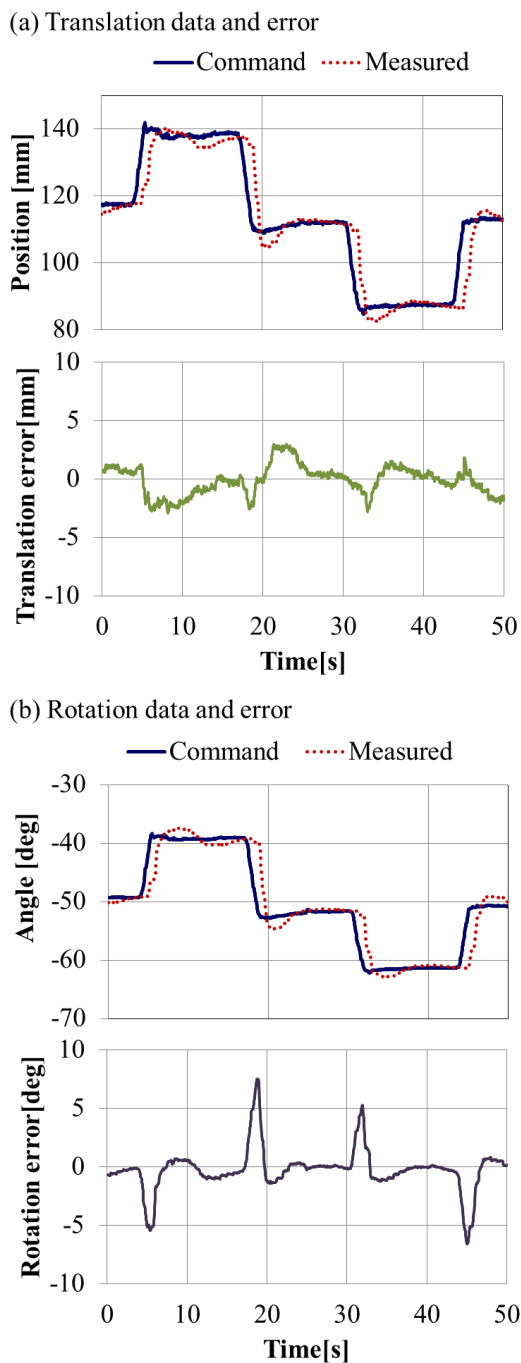 (a) Translation data and error
Command Measured
Position [mm]
140
120
100
80
Translation error[mm]
10
5
0
-5
-10
0 10 20 30 40 50
Time[s]
(b) Rotation data and error
Command Measured
Angle [deg]
-30
-40
-50
-60
-70
Rotation error[deg]
10
5
0
-5
-10
0 10 20 30 40 50
Time[s]